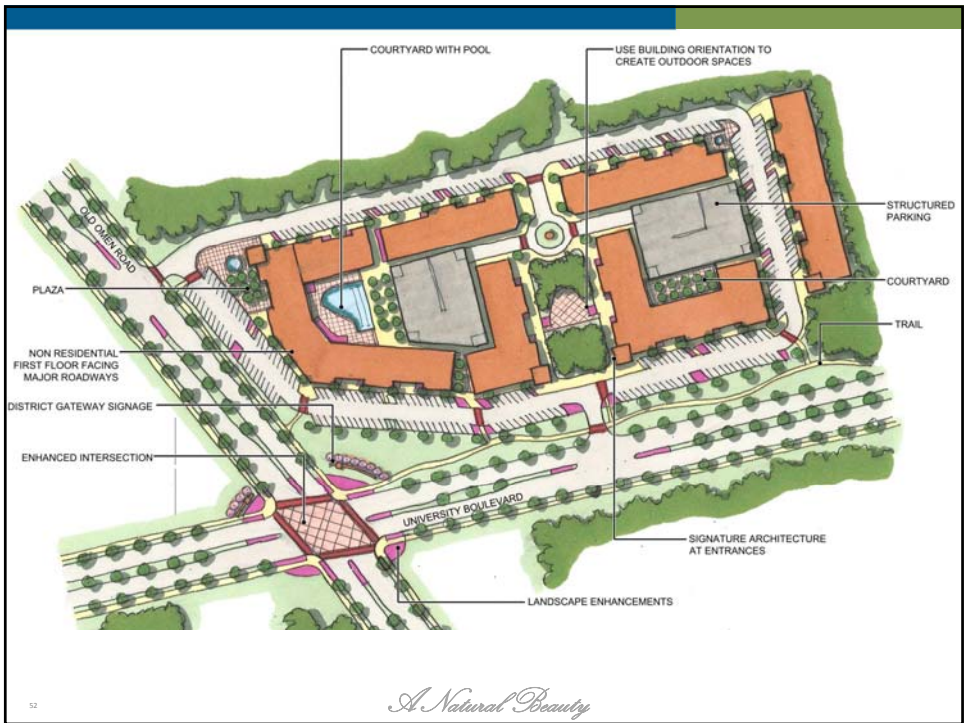 COURTYARD WITH POOL
USE BUILDING ORIENTATION TO
CREATE OUTDOOR SPACES
OLD OMEN ROAD
STRUCTURED
PARKING
PLAZA
COURTYARD
TRAIL
NON RESIDENTIAL
FIRST FLOOR FACING
MAJOR ROADWAYS
DISTRICT GATEWAY SIGNAGE
ENHANCED INTERSECTION
UNIVERSITY BOULEVARD
SIGNATURE ARCHITECTURE
AT ENTRANCES
LANDSCAPE ENHANCEMENTS
52
A Natural Beauty